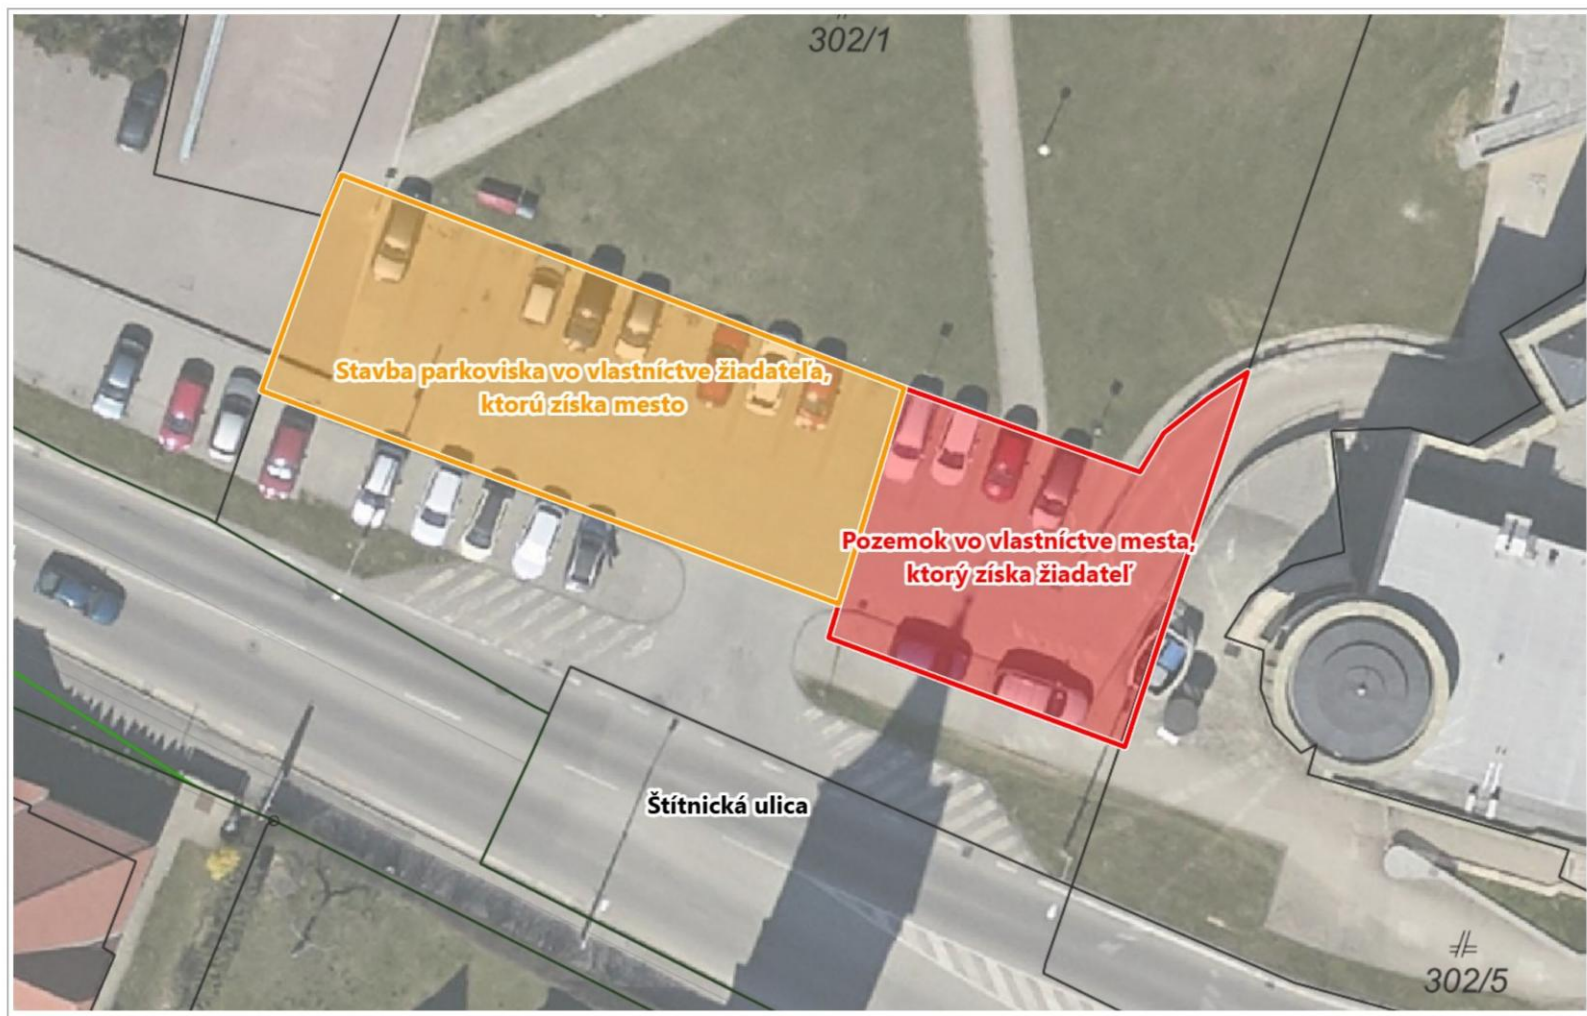 302/1
Stavba parkoviska vo vlastníctve žiadateľa,
ktorú získa mesto
Pozemok vo vlastníctve mesta,
ktorý získa žiadateľ
Štítnická ulica
302/5